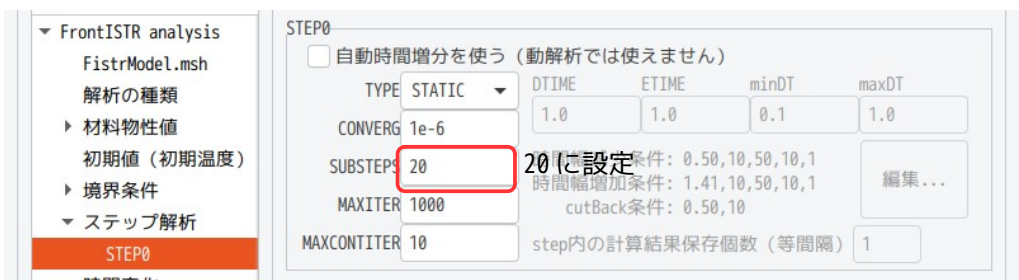 FrontISTR analysis
FistrModel.msh
解析の種類
材料物性値
初期値（初期温度）
境界条件
ステップ解析
STEP0
STEP0
自動時間増分を使う（動解析では使えません）
TYPE STATIC
DTIME ETIME minDT maxDT
1.0 1.0 0.1 1.0
CONVERG 1e-6
SUBSTEPS 20
20に設定
条件: 0.50,10,50,10,1
時間幅増加条件: 1.41,10,50,10,1
編集...
MAXITER 1000
cutBack条件: 0.50,10
MAXCONTITER 10
step内の計算結果保存個数（等間隔） 1